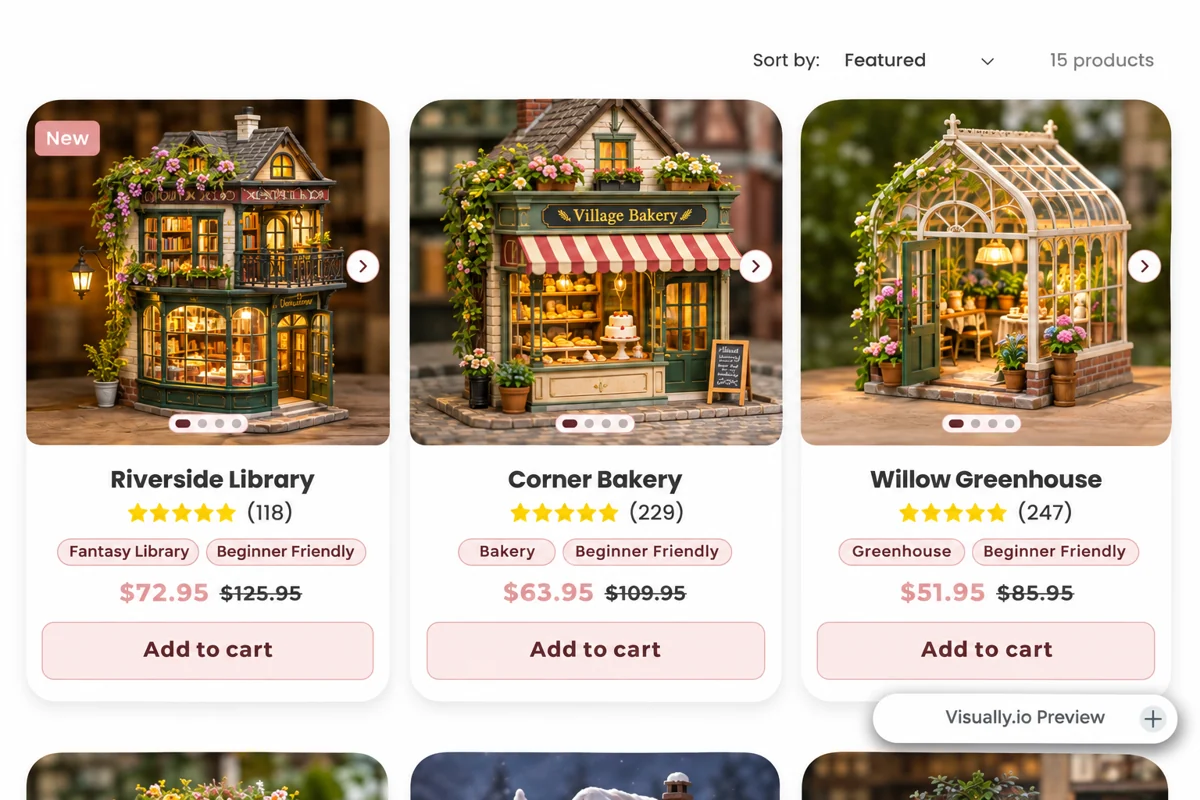 Sort by: Featured 15 products
New
Village Bakery
Riverside Library
Corner Bakery
Willow Greenhouse
(118)
(229)
(247)
Fantasy Library Beginner Friendly
Bakery Beginner Friendly
Greenhouse Beginner Friendly
$72.95 $125.95
$63.95 $109.95
$51.95 $85.95
Add to cart
Add to cart
Add to cart
Visually.io Preview